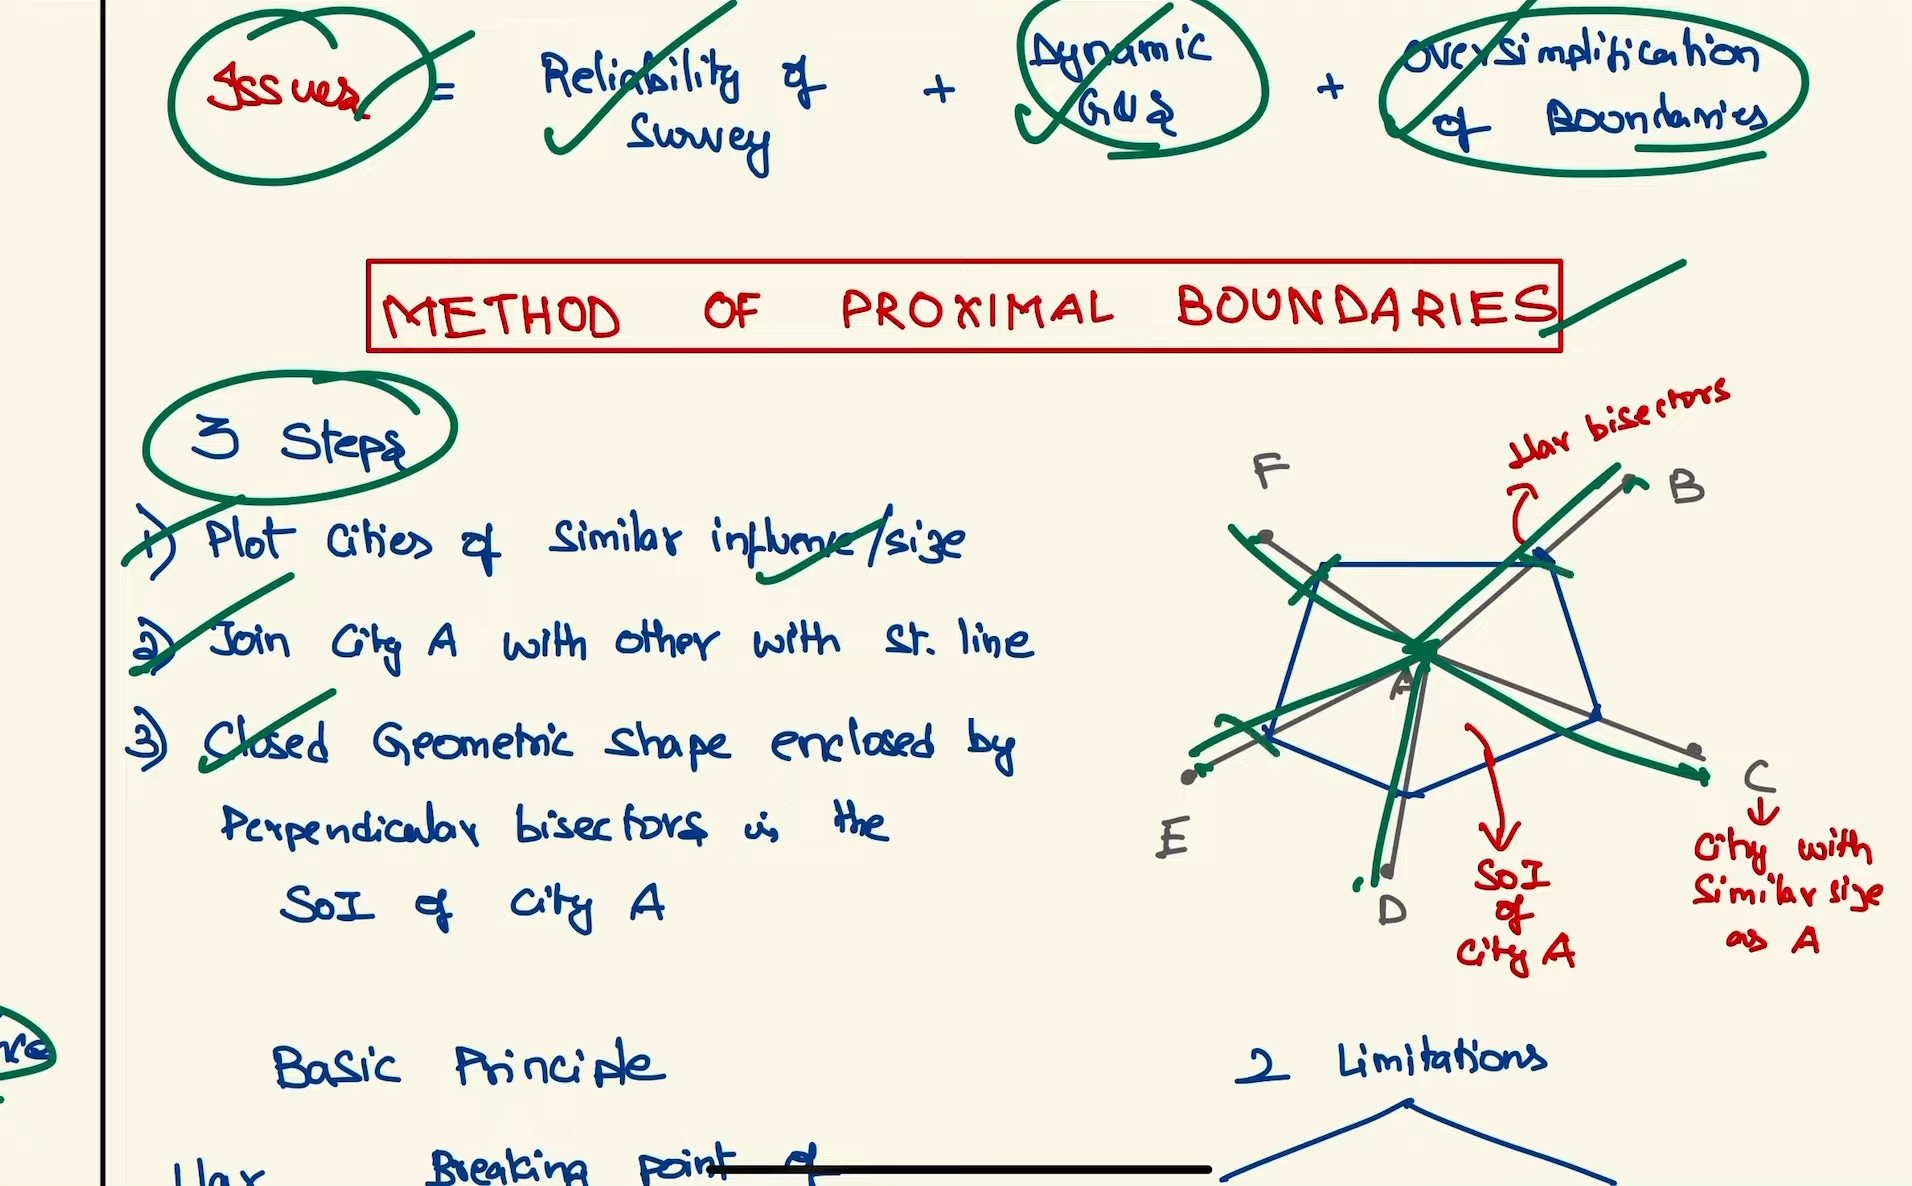 Issues = Reliability of Survey + Dynamic GNQ + Oversimplification of Boundaries
METHOD OF PROXIMAL BOUNDARIES
3 Steps
1) Plot Cities of Similar influence/size
2) Join City A with other with St. line
3) Closed Geometric Shape enclosed by
Perpendicular bisectors is the
SoI of City A
bisectors
F
B
A
C
E
D
City with
Similar size
as A
SoI
of
City A
Basic Principle
2 Limitations
Breaking point of